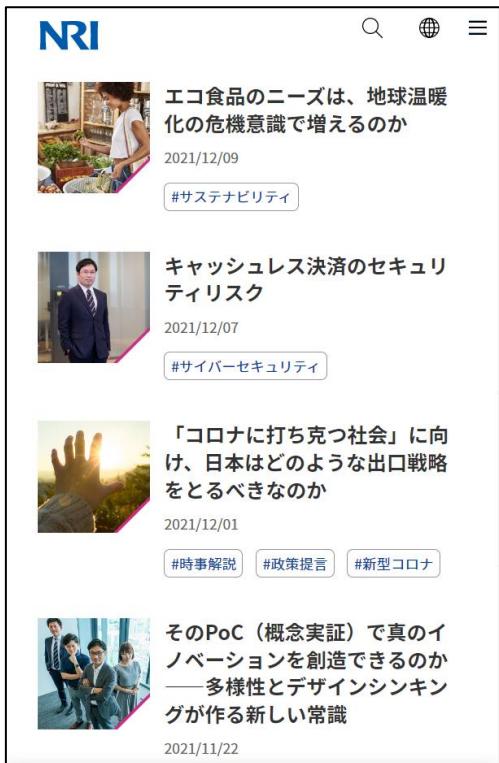 NRI
エコ食品のニーズは、地球温暖
化の危機意識で増えるのか
2021/12/09
#サステナビリティ
キャッシュレス決済のセキュリ
ティリスク
2021/12/07
#サイバーセキュリティ
「コロナに打ち克つ社会」に向
け、日本はどのような出口戦略
をとるべきなのか
2021/12/01
#時事解説 #政策提言 #新型コロナ
そのPoC（概念実証）で真のイ
ノベーションを創造できるのか
――多様性とデザインシンキン
グが作る新しい常識
2021/11/22